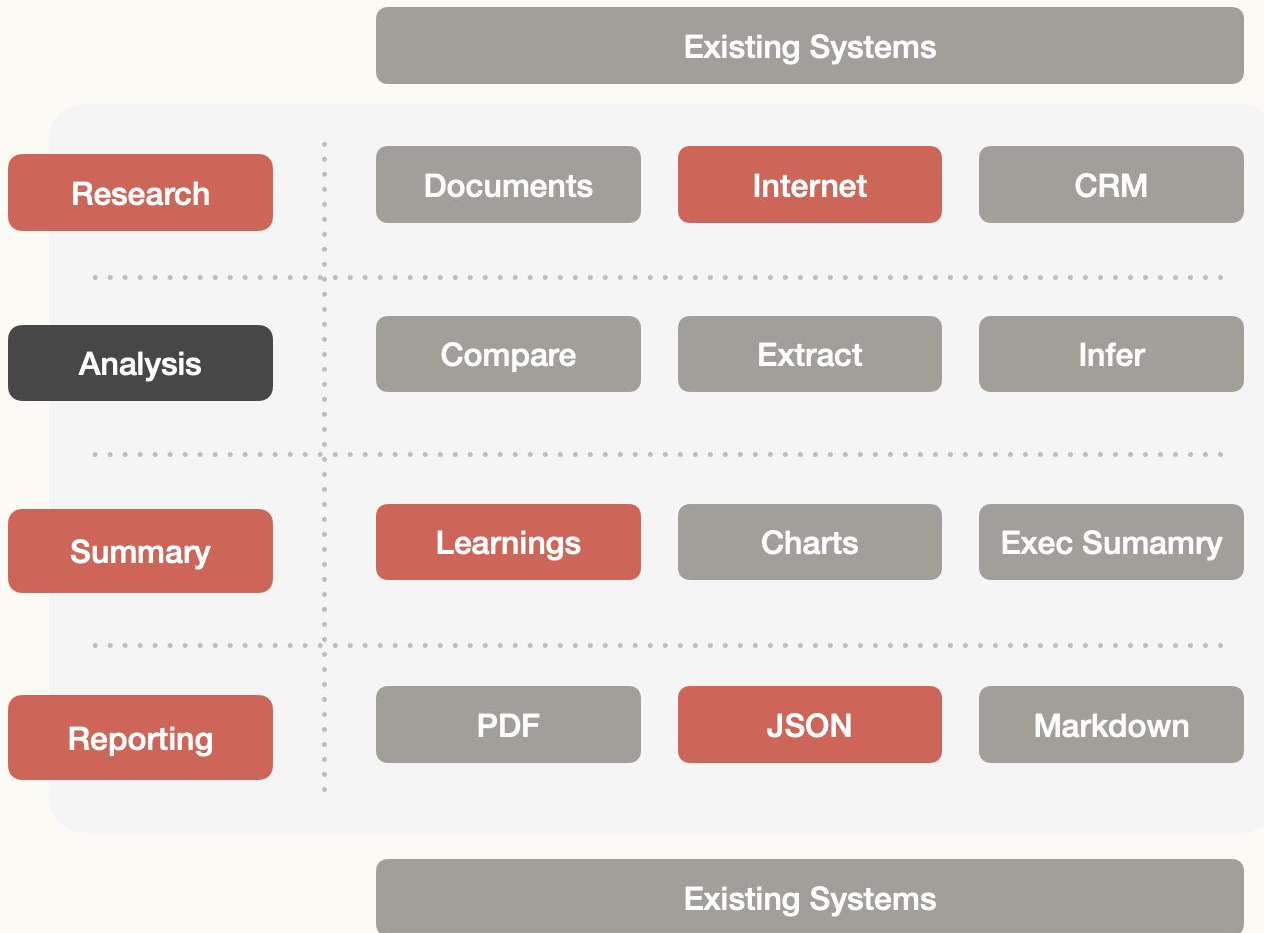 Existing Systems
Research
Documents
Internet
CRM
Analysis
Compare
Extract
Infer
Summary
Learnings
Charts
Exec Sumamry
Reporting
PDF
JSON
Markdown
Existing Systems